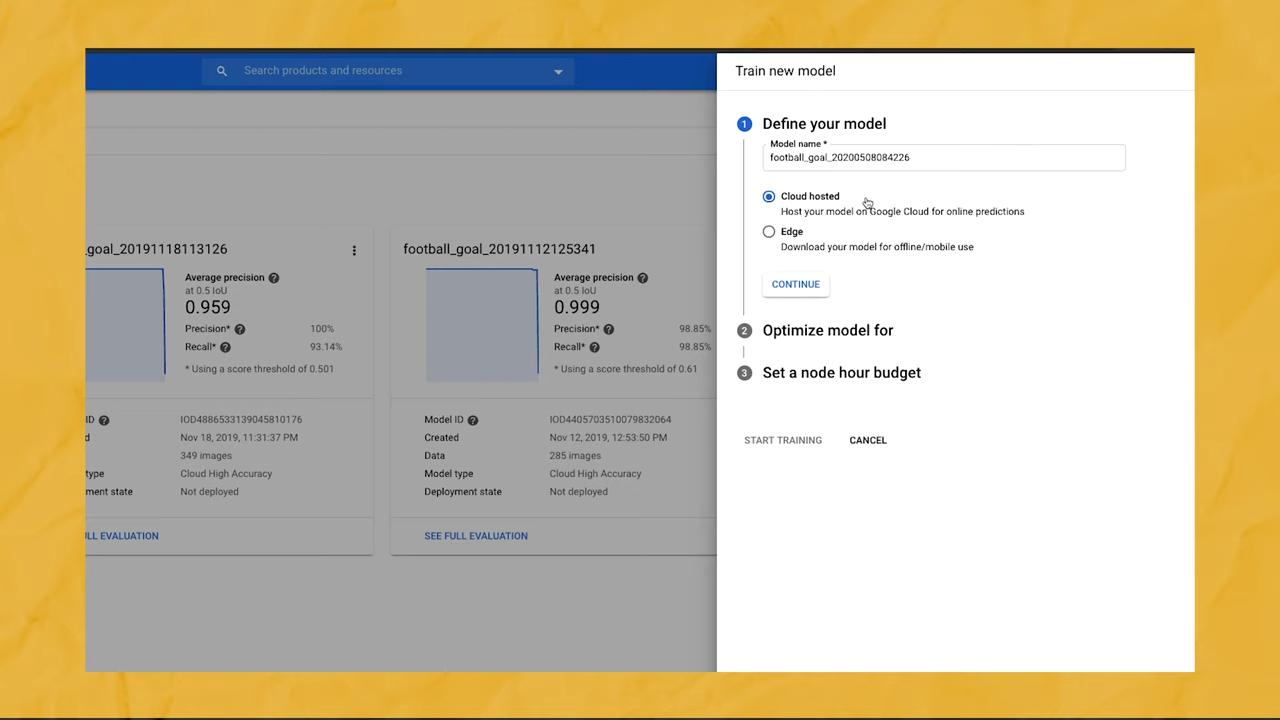 Search products and resources
Train new model
1 Define your model
Model name *
football_goal_20200508084226
Cloud hosted
Host your model on Google Cloud for online predictions
Edge
Download your model for offline/mobile use
CONTINUE
2 Optimize model for
3 Set a node hour budget
START TRAINING CANCEL
_goal_20191118113126
Average precision ?
at 0.5 IoU
0.959
Precision* ? 100%
Recall* ? 93.14%
* Using a score threshold of 0.501
ID ? IOD4886533139045810176
d Nov 18, 2019, 11:31:37 PM
349 images
type Cloud High Accuracy
ment state Not deployed
ULL EVALUATION
football_goal_20191112125341
Average precision ?
at 0.5 IoU
0.999
Precision* ? 98.85%
Recall* ? 98.85%
* Using a score threshold of 0.61
Model ID ? IOD4405703510079832064
Created Nov 12, 2019, 12:53:50 PM
Data 285 images
Model type Cloud High Accuracy
Deployment state Not deployed
SEE FULL EVALUATION